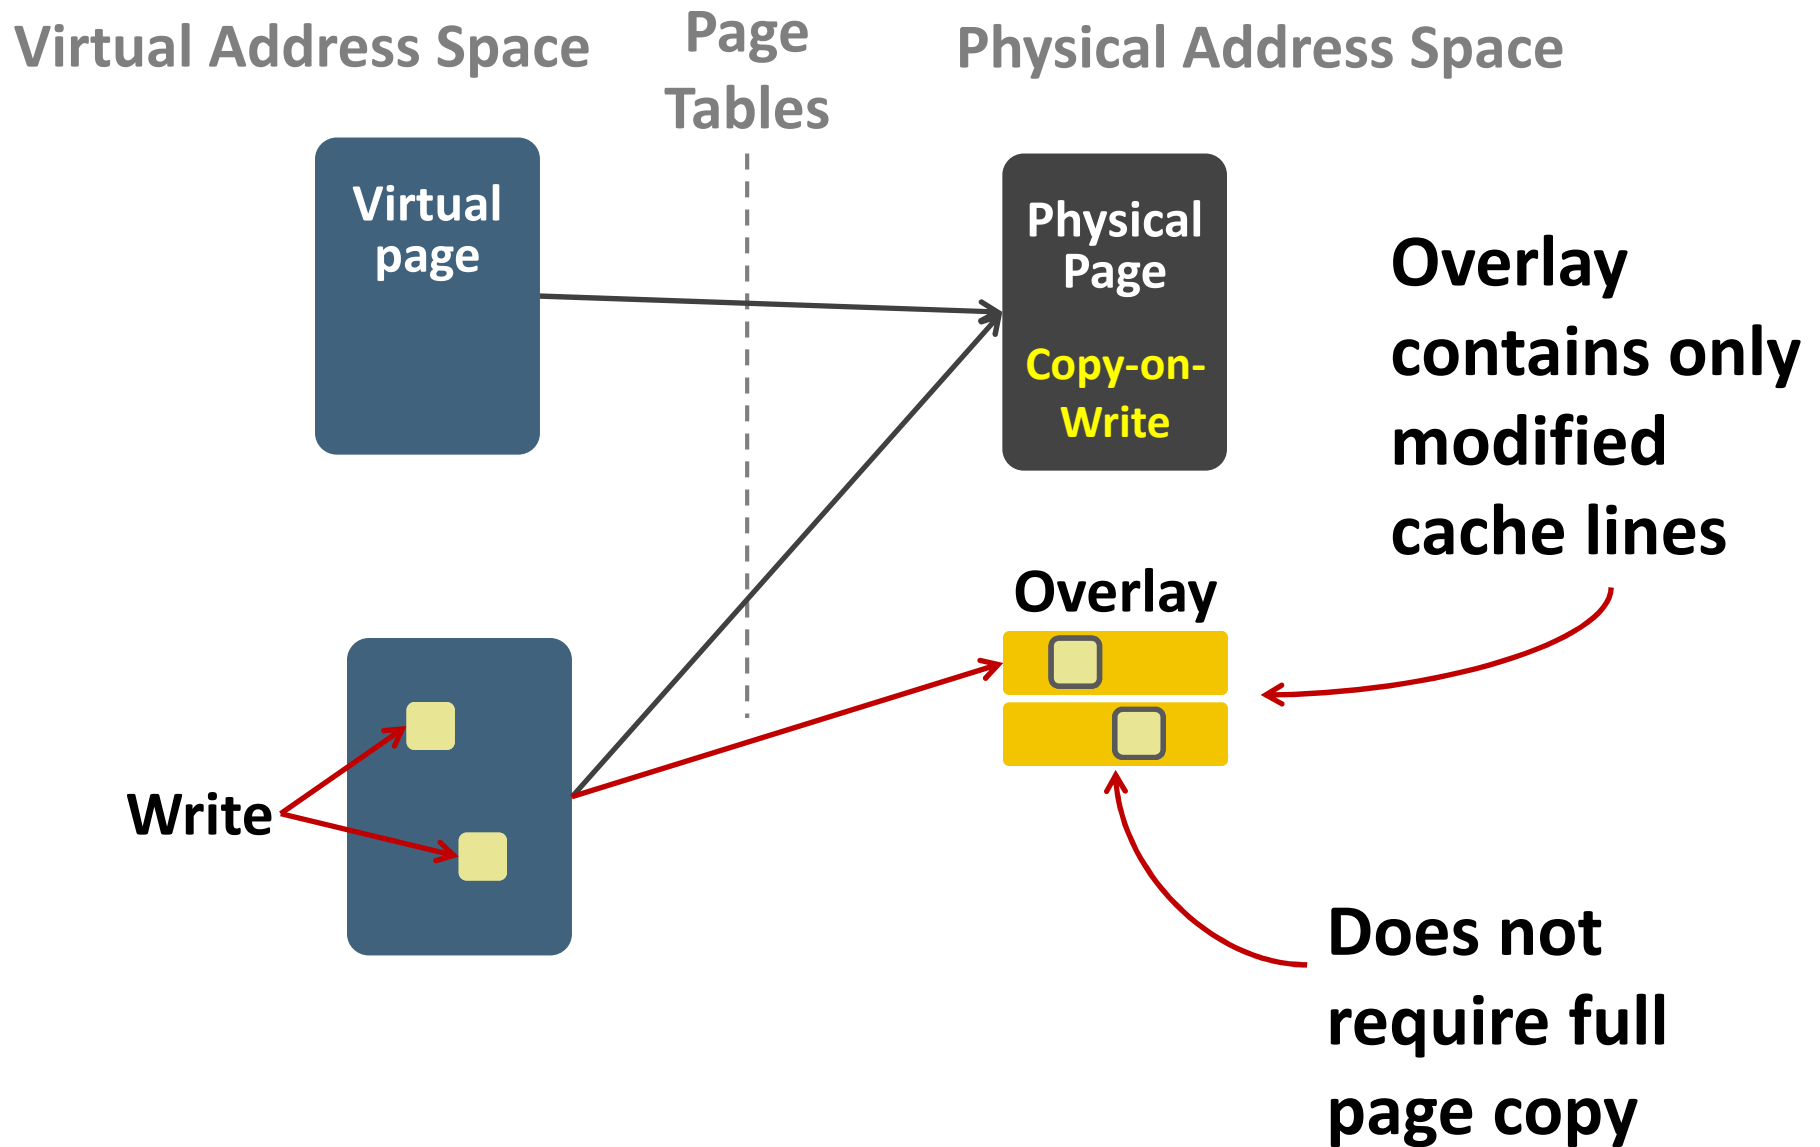 Virtual Address Space
Page
Tables
Physical Address Space
Virtual
page
Physical
Page
Copy-on-
Write
Overlay
contains only
modified
cache lines
Overlay
Write
Does not
require full
page copy